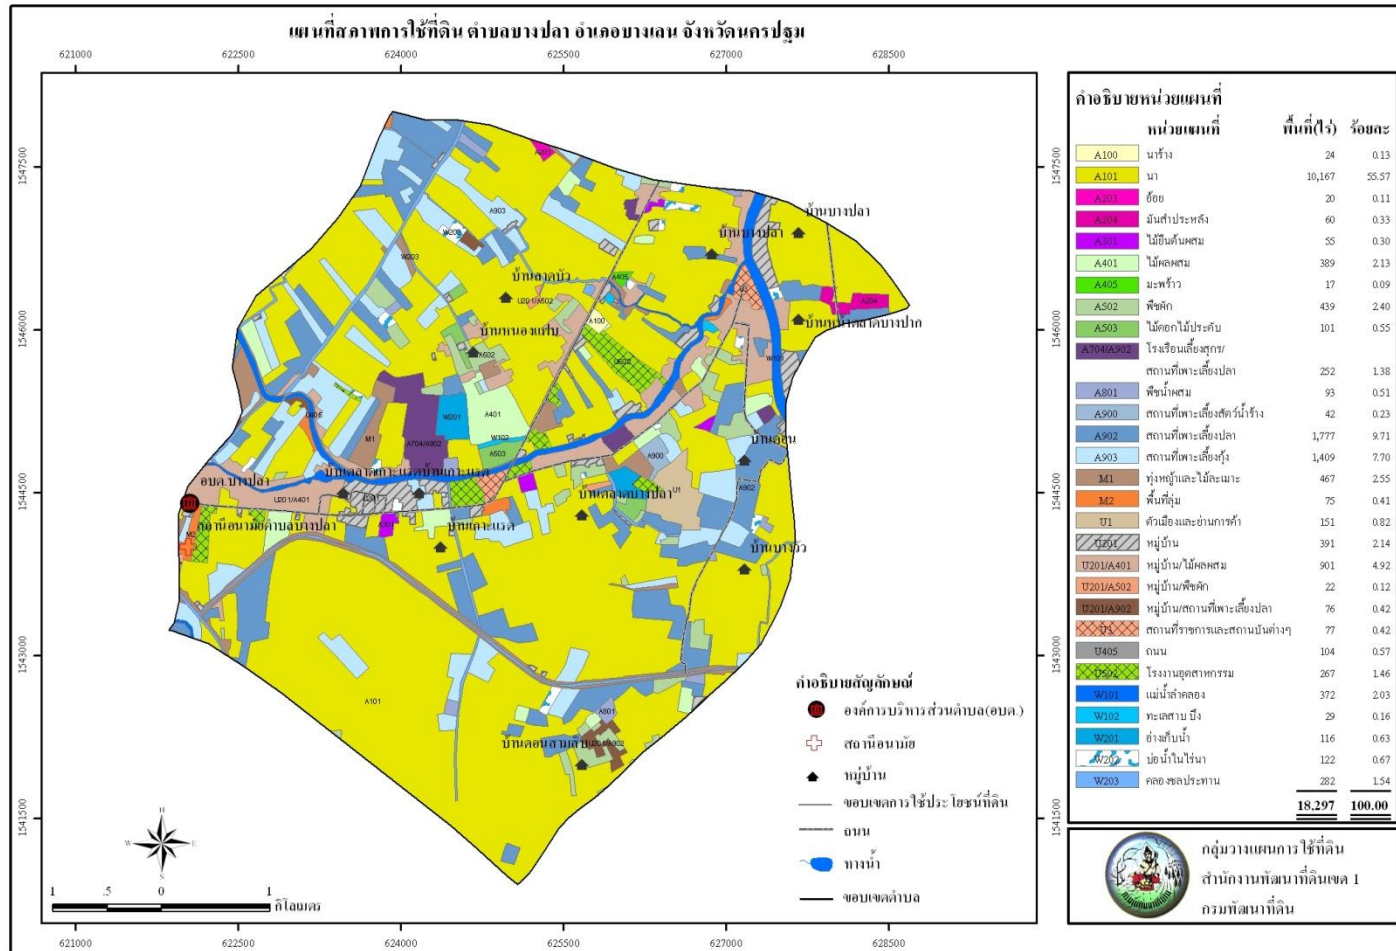 แผนที่สภาพการใช้ที่ดิน ตำบลบางปลา อำเภอบางเลน จังหวัดนครปฐม
621000 622500 624000 625500 627000 628500
1547500 1547500
1546000 1546000
1544500 1544500
1543000 1543000
1541500 1541500
A203
A903
W202
W203
บ้านบางปลา
บ้านบางปลา
บ้านลาดบัว
U201/A502
A405
A100
U3
A204
บ้านหนองแฝบ
A502
U502
W101
U405
M1
A704/A902
W201
A401
W102
A503
บ้านดอน
A900
A902
อบต.บางปลา
บ้านตลาดเกาะแรต
บ้านเกาะแรต
U201/A401
U201
บ้านตลาดบางปลา
U1
สถานีอนามัยตำบลบางปลา
M2
A301
บ้านเกาะแรต
บ้านบางวัว
A101
A801
บ้านดอนสามสิบ
U201/A902
คำอธิบายสัญลักษณ์
องค์การบริหารส่วนตำบล(อบต.)
สถานีอนามัย
หมู่บ้าน
ขอบเขตการใช้ประโยชน์ที่ดิน
ถนน
ทางน้ำ
ขอบเขตตำบล
N
W E
S
1 .5 0 1
กิโลเมตร
621000 622500 624000 625500 627000 628500
คำอธิบายหน่วยแผนที่
หน่วยแผนที่ พื้นที่(ไร่) ร้อยละ
A100 นาร้าง 24 0.13
A101 นา 10,167 55.57
A203 อ้อย 20 0.11
A204 มันสำปะหลัง 60 0.33
A301 ไม้ยืนต้นผสม 55 0.30
A401 ไม้ผลผสม 389 2.13
A405 มะพร้าว 17 0.09
A502 พืชผัก 439 2.40
A503 ไม้ดอกไม้ประดับ 101 0.55
A704/A902 โรงเรือนเลี้ยงสุกร/
สถานที่เพาะเลี้ยงปลา 252 1.38
A801 พืชน้ำผสม 93 0.51
A900 สถานที่เพาะเลี้ยงสัตว์น้ำร้าง 42 0.23
A902 สถานที่เพาะเลี้ยงปลา 1,777 9.71
A903 สถานที่เพาะเลี้ยงกุ้ง 1,409 7.70
M1 ทุ่งหญ้าและไม้ละเมาะ 467 2.55
M2 พื้นที่ลุ่ม 75 0.41
U1 ตัวเมืองและย่านการค้า 151 0.82
U201 หมู่บ้าน 391 2.14
U201/A401 หมู่บ้าน/ไม้ผลผสม 901 4.92
U201/A502 หมู่บ้าน/พืชผัก 22 0.12
U201/A902 หมู่บ้าน/สถานที่เพาะเลี้ยงปลา 76 0.42
U3 สถานที่ราชการและสถาบันต่างๆ 77 0.42
U405 ถนน 104 0.57
U502 โรงงานอุตสาหกรรม 267 1.46
W101 แม่น้ำลำคลอง 372 2.03
W102 ทะเลสาบ บึง 29 0.16
W201 อ่างเก็บน้ำ 116 0.63
W202 บ่อน้ำในไร่นา 122 0.67
W203 คลองชลประทาน 282 1.54
18,297 100.00
กลุ่มวางแผนการใช้ที่ดิน
สำนักงานพัฒนาที่ดินเขต 1
กรมพัฒนาที่ดิน